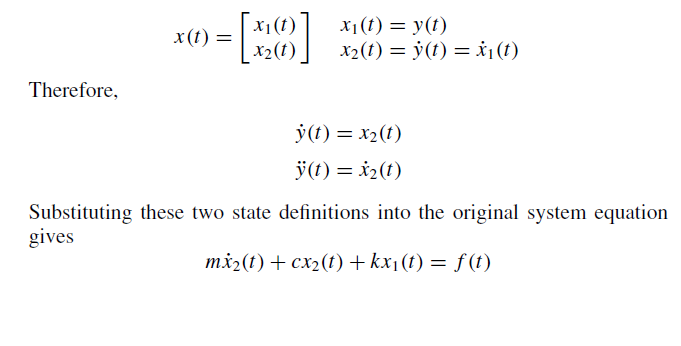 x(t) = [ x₁(t) x₂(t) ] x₁(t) = y(t) x₂(t) = ẏ(t) = ẋ₁(t)
Therefore,
ẏ(t) = x₂(t)
ÿ(t) = ẋ₂(t)
Substituting these two state definitions into the original system equation
gives
mẋ₂(t) + cx₂(t) + kx₁(t) = f(t)